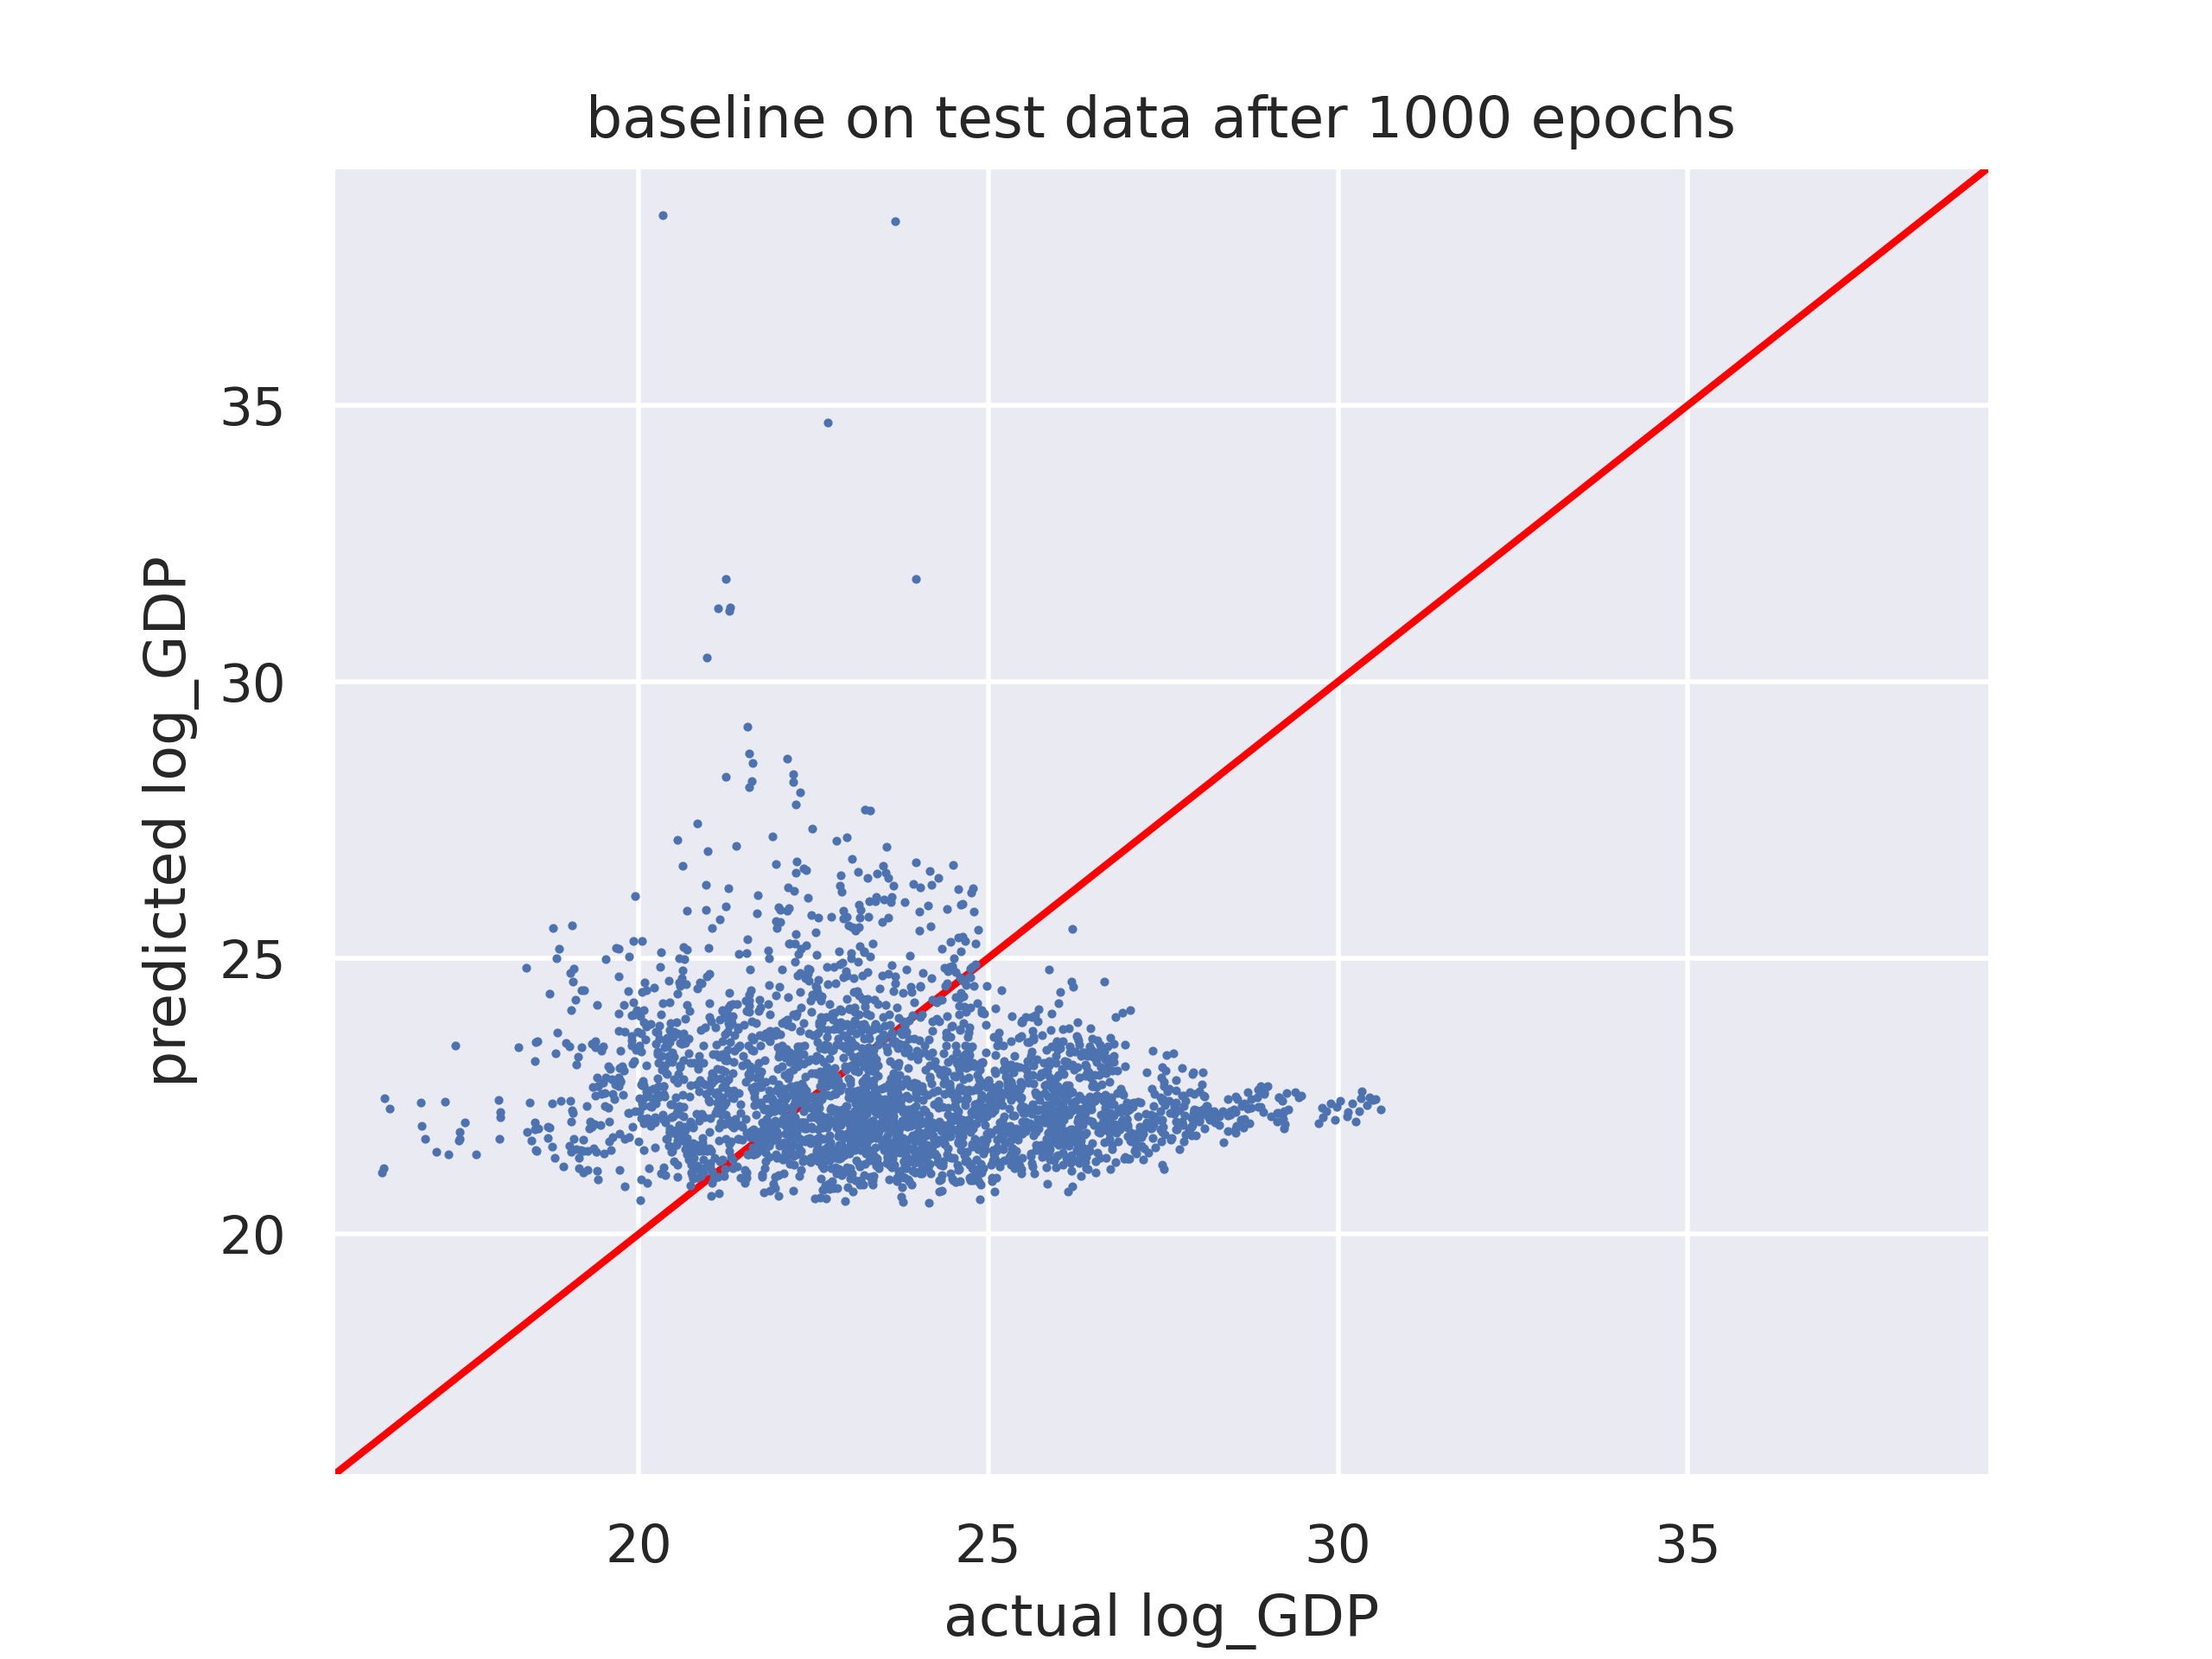 baseline on test data after 1000 epochs
predicted log_GDP
35
30
25
20
20 25 30 35
actual log_GDP